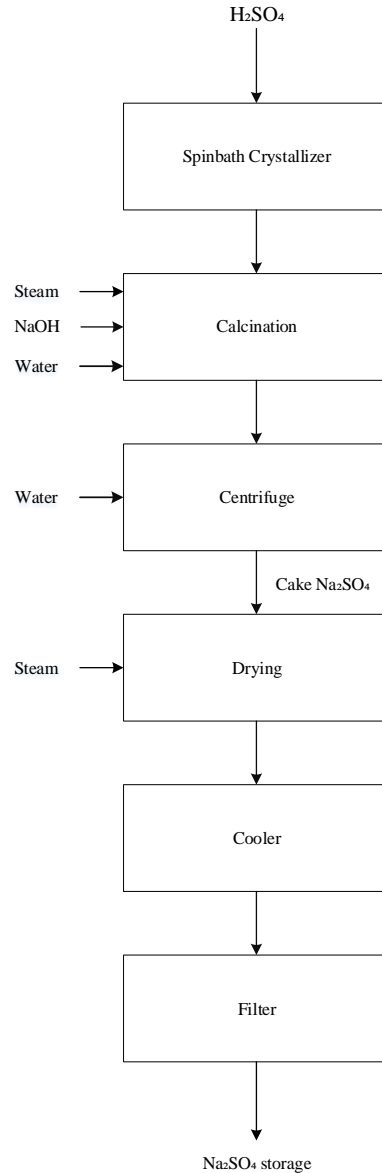 H₂SO₄
Spinbath Crystallizer
Steam
NaOH
Calcination
Water
Water
Centrifuge
Cake Na₂SO₄
Steam
Drying
Cooler
Filter
Na₂SO₄ storage